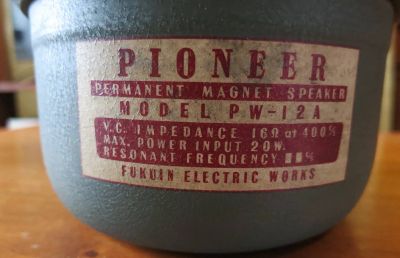 PIONEER
PERMANENT MAGNET SPEAKER
MODEL PW-12A
V.C. IMPEDANCE 16Ω at 400%
MAX. POWER INPUT 20W.
RESONANT FREQUENCY
FUKUIN ELECTRIC WORKS